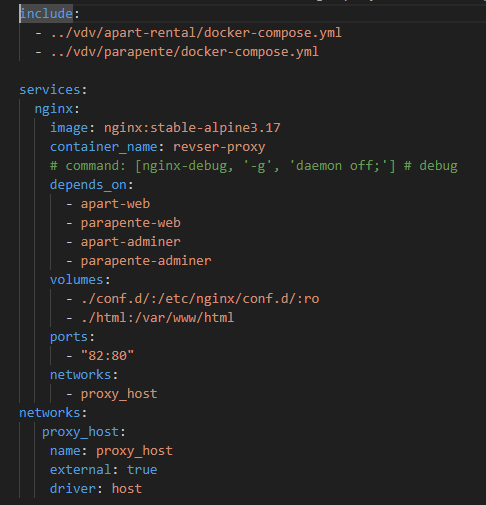 include:
  - ../vdv/apart-rental/docker-compose.yml
  - ../vdv/parapente/docker-compose.yml

services:
  nginx:
    image: nginx:stable-alpine3.17
    container_name: revser-proxy
    # command: [nginx-debug, '-g', 'daemon off;'] # debug
    depends_on:
      - apart-web
      - parapente-web
      - apart-adminer
      - parapente-adminer
    volumes:
      - ./conf.d/:/etc/nginx/conf.d/:ro
      - ./html:/var/www/html
    ports:
      - "82:80"
    networks:
      - proxy_host
networks:
   proxy_host:
    name: proxy_host
    external: true
    driver: host